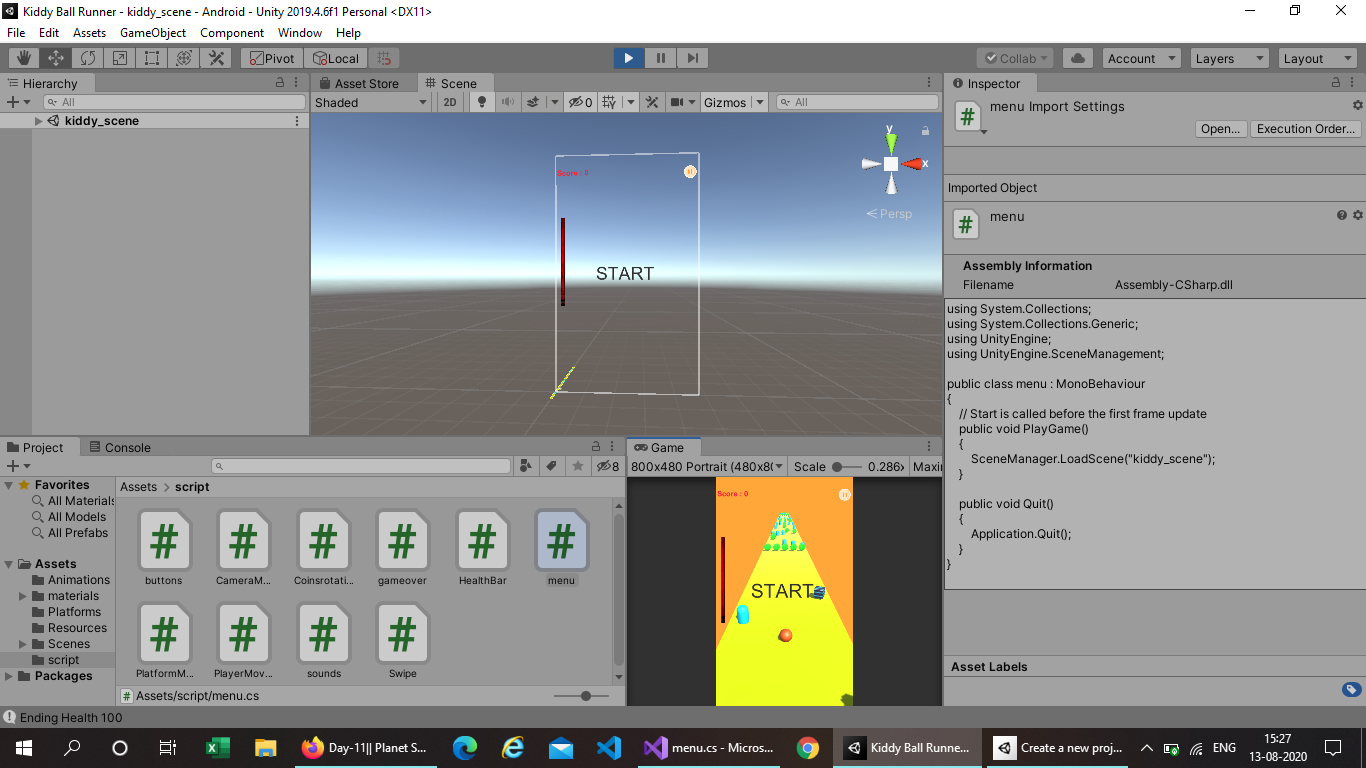 Kiddy Ball Runner - kiddy_scene - Android - Unity 2019.4.6f1 Personal <DX11>
File Edit Assets GameObject Component Window Help
Pivot Local Collab Account Layers Layout
Hierarchy
All
kiddy_scene
Asset Store Scene
Shaded 2D 0 Gizmos All
y
x
Persp
Score : 0
START
Inspector
menu Import Settings
Open... Execution Order...
Imported Object
menu
Assembly Information
Filename Assembly-CSharp.dll
using System.Collections;
using System.Collections.Generic;
using UnityEngine;
using UnityEngine.SceneManagement;
public class menu : MonoBehaviour
{
// Start is called before the first frame update
public void PlayGame()
{
SceneManager.LoadScene("kiddy_scene");
}
public void Quit()
{
Application.Quit();
}
}
Asset Labels
Project Console
8
Favorites
All Materials
All Models
All Prefabs
Assets
Animations
materials
Platforms
Resources
Scenes
script
Packages
Assets > script
buttons CameraM... Coinsrotati... gameover HealthBar menu
PlatformM... PlayerMov... sounds Swipe
Assets/script/menu.cs
Game
800x480 Portrait (480x80 Scale 0.286x Maxi
Score : 0
START
Ending Health 100
Day-11|| Planet S... menu.cs - Micros... Kiddy Ball Runne... Create a new proj...
ENG
15:27
13-08-2020